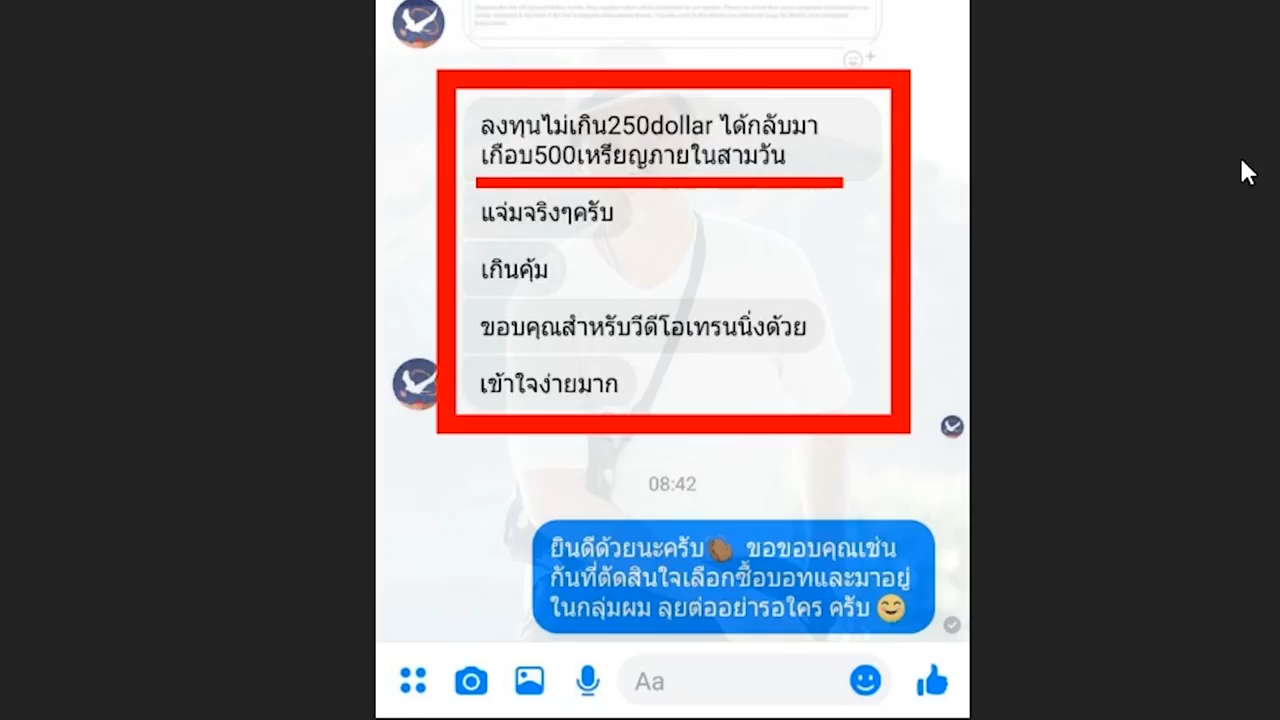 ลงทุนไม่เกิน250dollar ได้กลับมา
เกือบ500เหรียญภายในสามวัน
แจ่มจริงๆครับ
เกินคุ้ม
ขอบคุณสำหรับวีดีโอเทรนนิ่งด้วย
เข้าใจง่ายมาก
08:42
ยินดีด้วยนะครับ👏🏾 ขอขอบคุณเช่น
กันที่ตัดสินใจเลือกซื้อบอทและมาอยู่
ในกลุ่มผม ลุยต่ออย่ารอใคร ครับ 😊
Aa